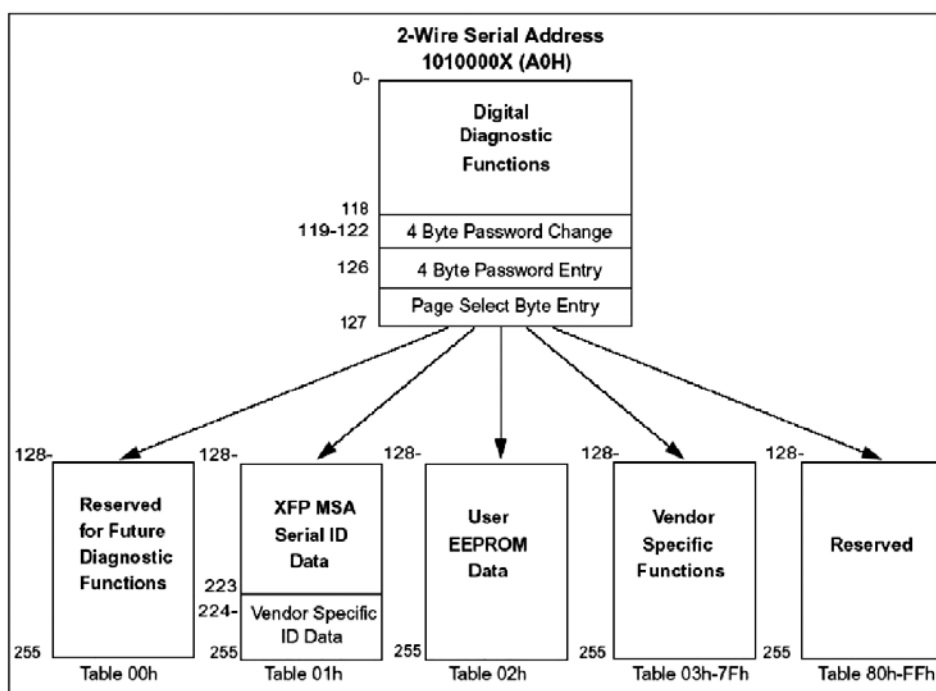 2-Wire Serial Address
1010000X (A0H)
0-
Digital
Diagnostic
Functions
118
119-122
4 Byte Password Change
126
4 Byte Password Entry
Page Select Byte Entry
127
128-
Reserved
for Future
Diagnostic
Functions
255
Table 00h
128-
XFP MSA
Serial ID
Data
223
224-
Vendor Specific
ID Data
255
Table 01h
128-
User
EEPROM
Data
255
Table 02h
128-
Vendor
Specific
Functions
255
Table 03h-7Fh
128-
Reserved
255
Table 80h-FFh